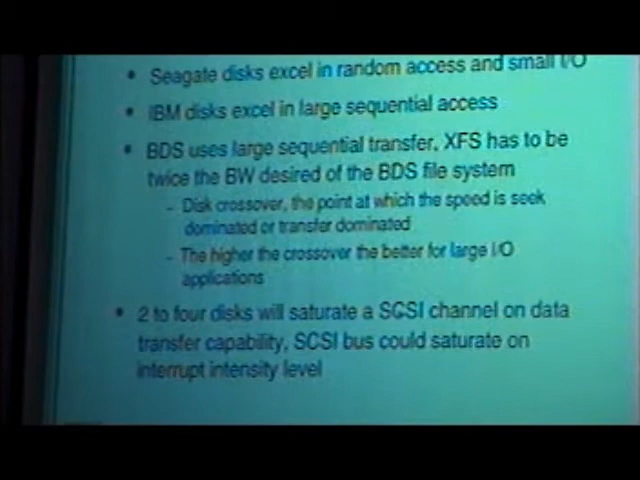 • Seagate disks excel in random access and small I/O
• IBM disks excel in large sequential access
• BDS uses large sequential transfer. XFS has to be
twice the BW desired of the BDS file system
- Disk crossover, the point at which the speed is seek
dominated or transfer dominated
- The higher the crossover the better for large I/O
applications
• 2 to four disks will saturate a SCSI channel on data
transfer capability, SCSI bus could saturate on
interrupt intensity level